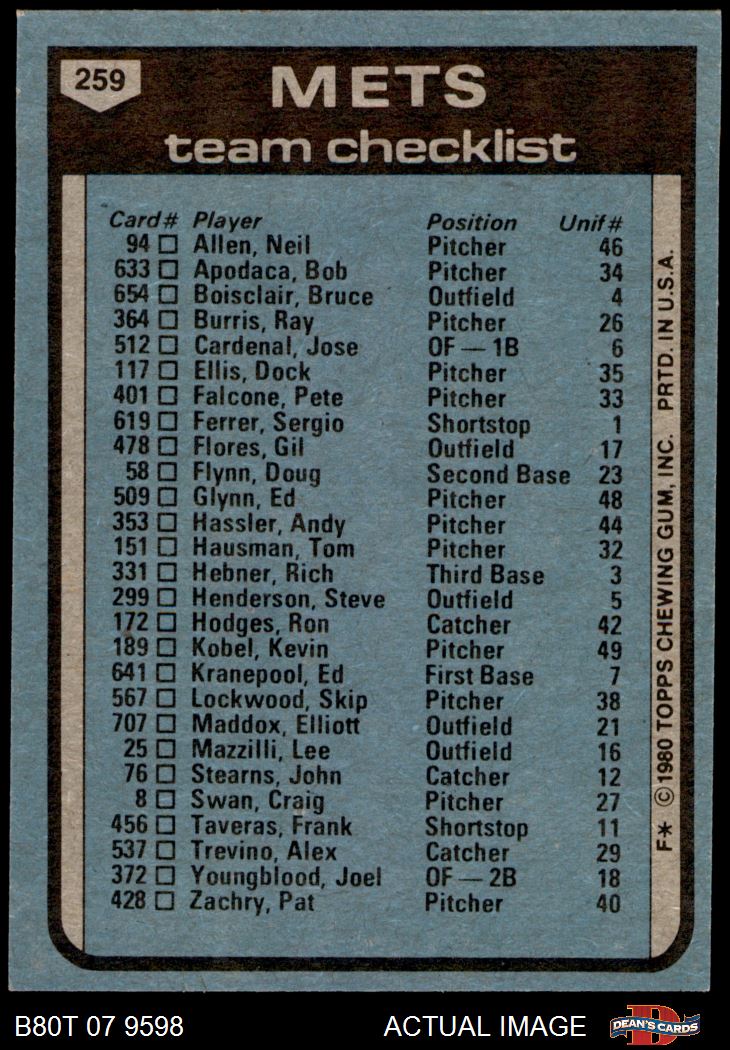 259
METS
team checklist
Card # Player Position Unif #
94 Allen, Neil Pitcher 46
633 Apodaca, Bob Pitcher 34
654 Boisclair, Bruce Outfield 4
364 Burris, Ray Pitcher 26
512 Cardenal, Jose OF — 1B 6
117 Ellis, Dock Pitcher 35
401 Falcone, Pete Pitcher 33
619 Ferrer, Sergio Shortstop 1
478 Flores, Gil Outfield 17
58 Flynn, Doug Second Base 23
509 Glynn, Ed Pitcher 48
353 Hassler, Andy Pitcher 44
151 Hausman, Tom Pitcher 32
331 Hebner, Rich Third Base 3
299 Henderson, Steve Outfield 5
172 Hodges, Ron Catcher 42
189 Kobel, Kevin Pitcher 49
641 Kranepool, Ed First Base 7
567 Lockwood, Skip Pitcher 38
707 Maddox, Elliott Outfield 21
25 Mazzilli, Lee Outfield 16
76 Stearns, John Catcher 12
8 Swan, Craig Pitcher 27
456 Taveras, Frank Shortstop 11
537 Trevino, Alex Catcher 29
372 Youngblood, Joel OF — 2B 18
428 Zachry, Pat Pitcher 40
F* © 1980 TOPPS CHEWING GUM, INC. PRTD. IN U.S.A.
B80T 07 9598 ACTUAL IMAGE
D
DEAN'S CARDS